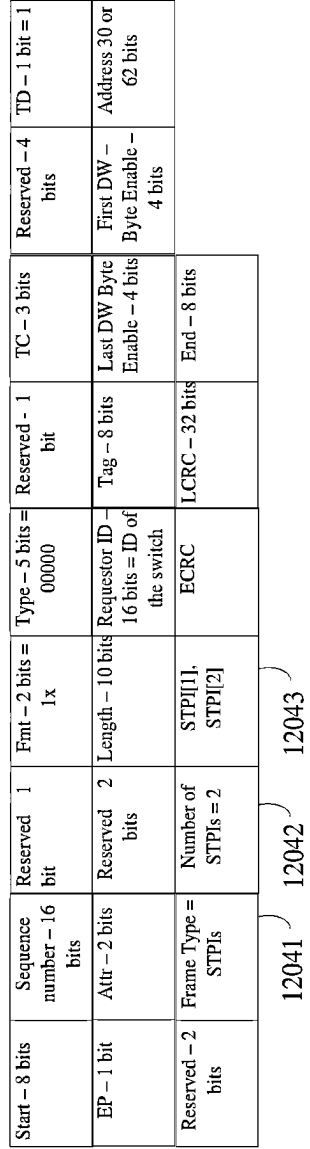 Start – 8 bits
Sequence
number – 16
bits
Reserved 1
bit
Fmt – 2 bits =
1x
Type – 5 bits =
00000
Reserved - 1
bit
TC – 3 bits
Reserved – 4
bits
TD – 1 bit = 1
EP – 1 bit
Attr – 2 bits
Reserved 2
bits
Length – 10 bits
Requestor ID –
16 bits = ID of
the switch
Tag – 8 bits
Last DW Byte
Enable – 4 bits
First DW –
Byte Enable –
4 bits
Address 30 or
62 bits
Reserved – 2
bits
Frame Type =
STPIs
Number of
STPIs = 2
STPI[1],
STPI[2]
ECRC
LCRC – 32 bits
End – 8 bits
12041
12042
12043